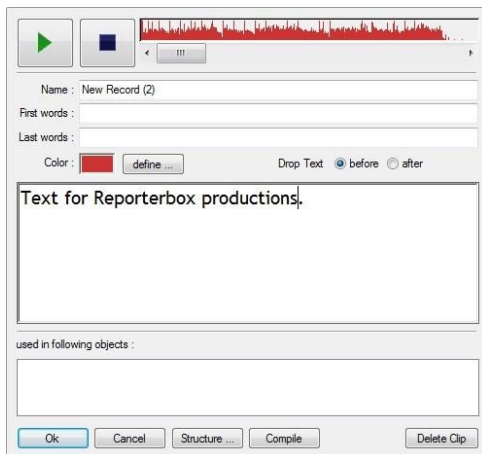 Name : New Record (2)
First words :
Last words :
Color : define ... Drop Text before after
Text for Reporterbox productions.
used in following objects :
Ok Cancel Structure ... Compile Delete Clip